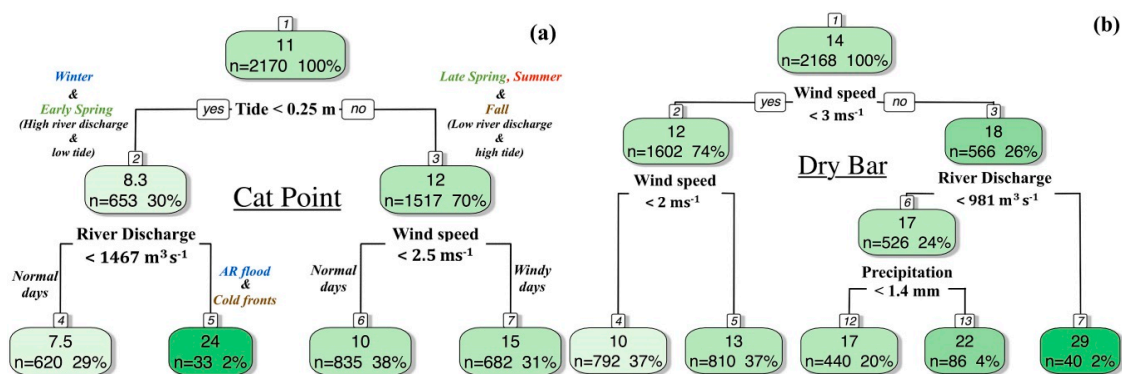 (a)
1
11
n=2170 100%
Winter
&
Early Spring
(High river discharge
&
low tide)
yes Tide < 0.25 m no
Late Spring, Summer
&
Fall
(Low river discharge
&
high tide)
2
8.3
n=653 30%
Cat Point
3
12
n=1517 70%
River Discharge
< 1467 m³s⁻¹
Wind speed
< 2.5 ms⁻¹
Normal
days
AR flood
&
Cold fronts
Normal
days
Windy
days
4
7.5
n=620 29%
5
24
n=33 2%
6
10
n=835 38%
7
15
n=682 31%
(b)
1
14
n=2168 100%
yes Wind speed no
< 3 ms⁻¹
2
12
n=1602 74%
3
18
n=566 26%
Dry Bar
Wind speed
< 2 ms⁻¹
River Discharge
< 981 m³ s⁻¹
6
17
n=526 24%
Precipitation
< 1.4 mm
4
10
n=792 37%
5
13
n=810 37%
12
17
n=440 20%
13
22
n=86 4%
7
29
n=40 2%